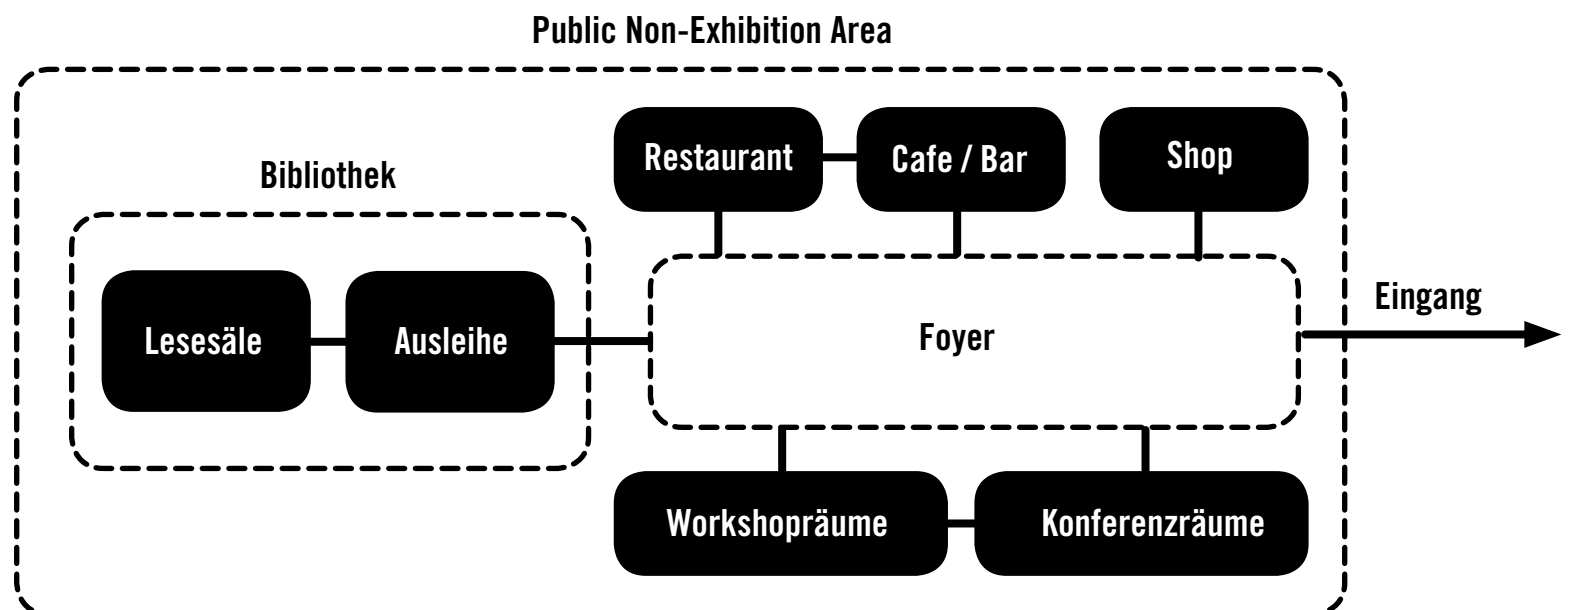 Public Non-Exhibition Area
Restaurant
Cafe / Bar
Shop
Bibliothek
Lesesäle
Ausleihe
Foyer
Eingang
Workshopräume
Konferenzräume